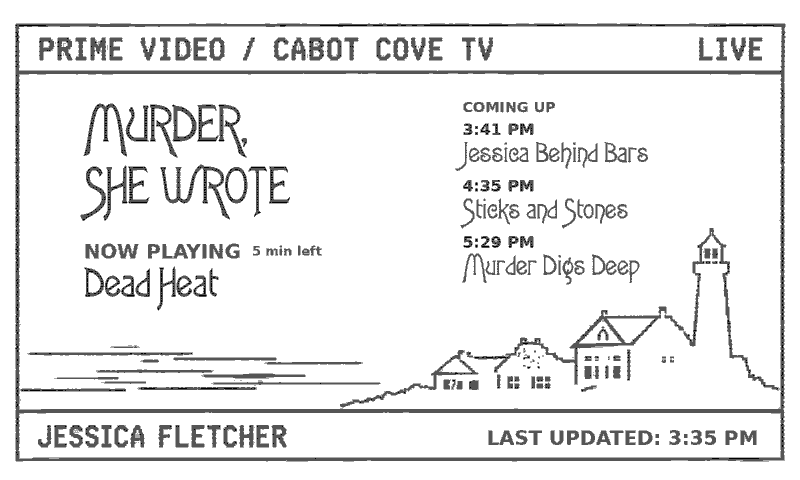 PRIME VIDEO / CABOT COVE TV
LIVE
MURDER,
SHE WROTE
NOW PLAYING 5 min left
Dead Heat
COMING UP
3:41 PM
Jessica Behind Bars
4:35 PM
Sticks and Stones
5:29 PM
Murder Digs Deep
JESSICA FLETCHER
LAST UPDATED: 3:35 PM